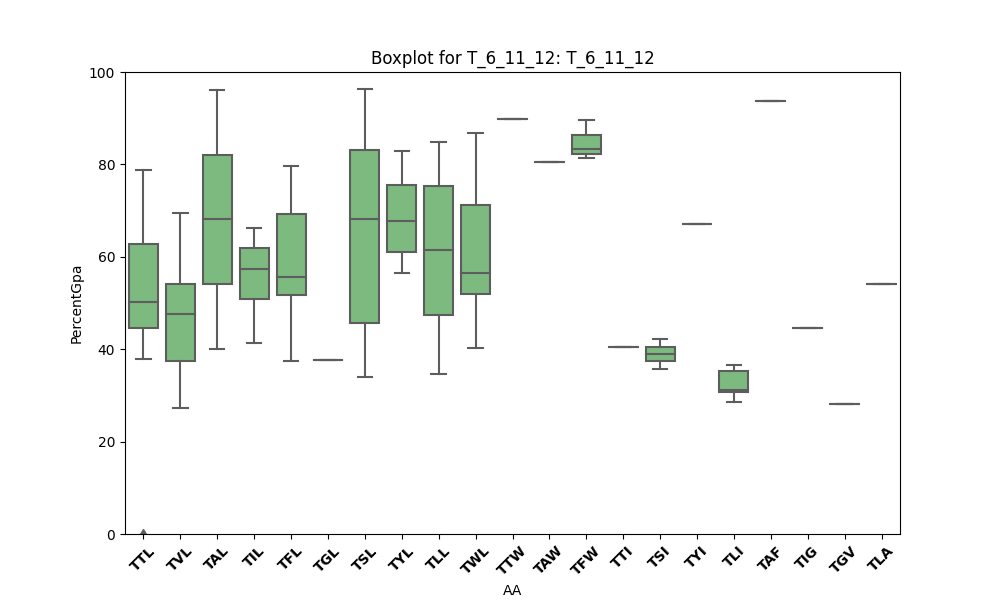 Boxplot for T_6_11_12: T_6_11_12
100
80
60
40
20
0
PercentGpa
TTL TVL TAL TIL TFL TGL TSL TYL TLL TWL TTW TAW TFW TTI TSI TYI TLI TAF TIG TGV TLA
AA